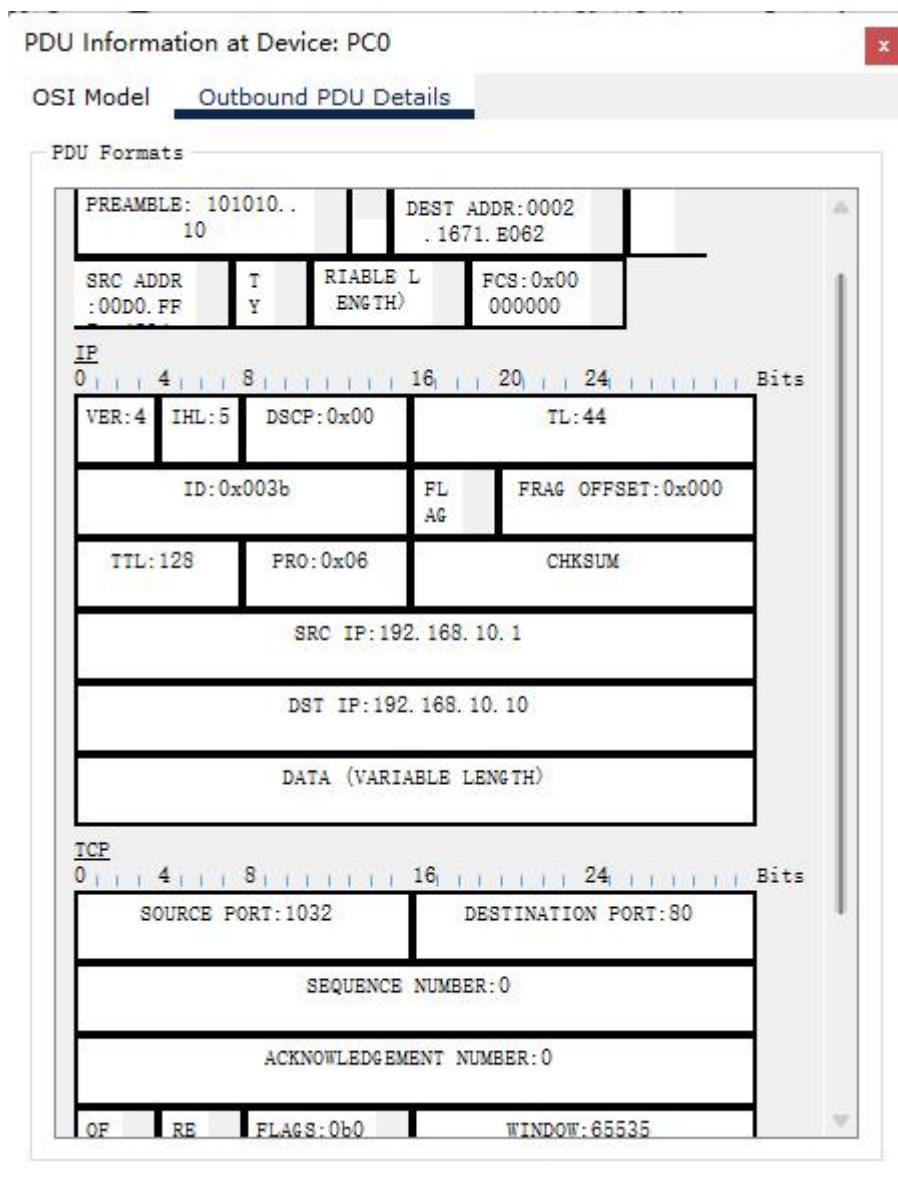 PDU Information at Device: PC0
x
OSI Model Outbound PDU Details
PDU Formats
PREAMBLE: 101010..
10
DEST ADDR:0002
.1671.E062
SRC ADDR
:00D0.FF
T
Y
RIABLE L
ENGTH)
FCS:0x00
000000
IP
0 4 8 16 20 24 Bits
VER:4 IHL:5 DSCP:0x00 TL:44
ID:0x003b FL
AG
FRAG OFFSET:0x000
TTL:128 PRO:0x06 CHKSUM
SRC IP:192.168.10.1
DST IP:192.168.10.10
DATA (VARIABLE LENGTH)
TCP
0 4 8 16 24 Bits
SOURCE PORT:1032 DESTINATION PORT:80
SEQUENCE NUMBER:0
ACKNOWLEDGEMENT NUMBER:0
OF RE FLAGS:0b0 WINDOW:65535